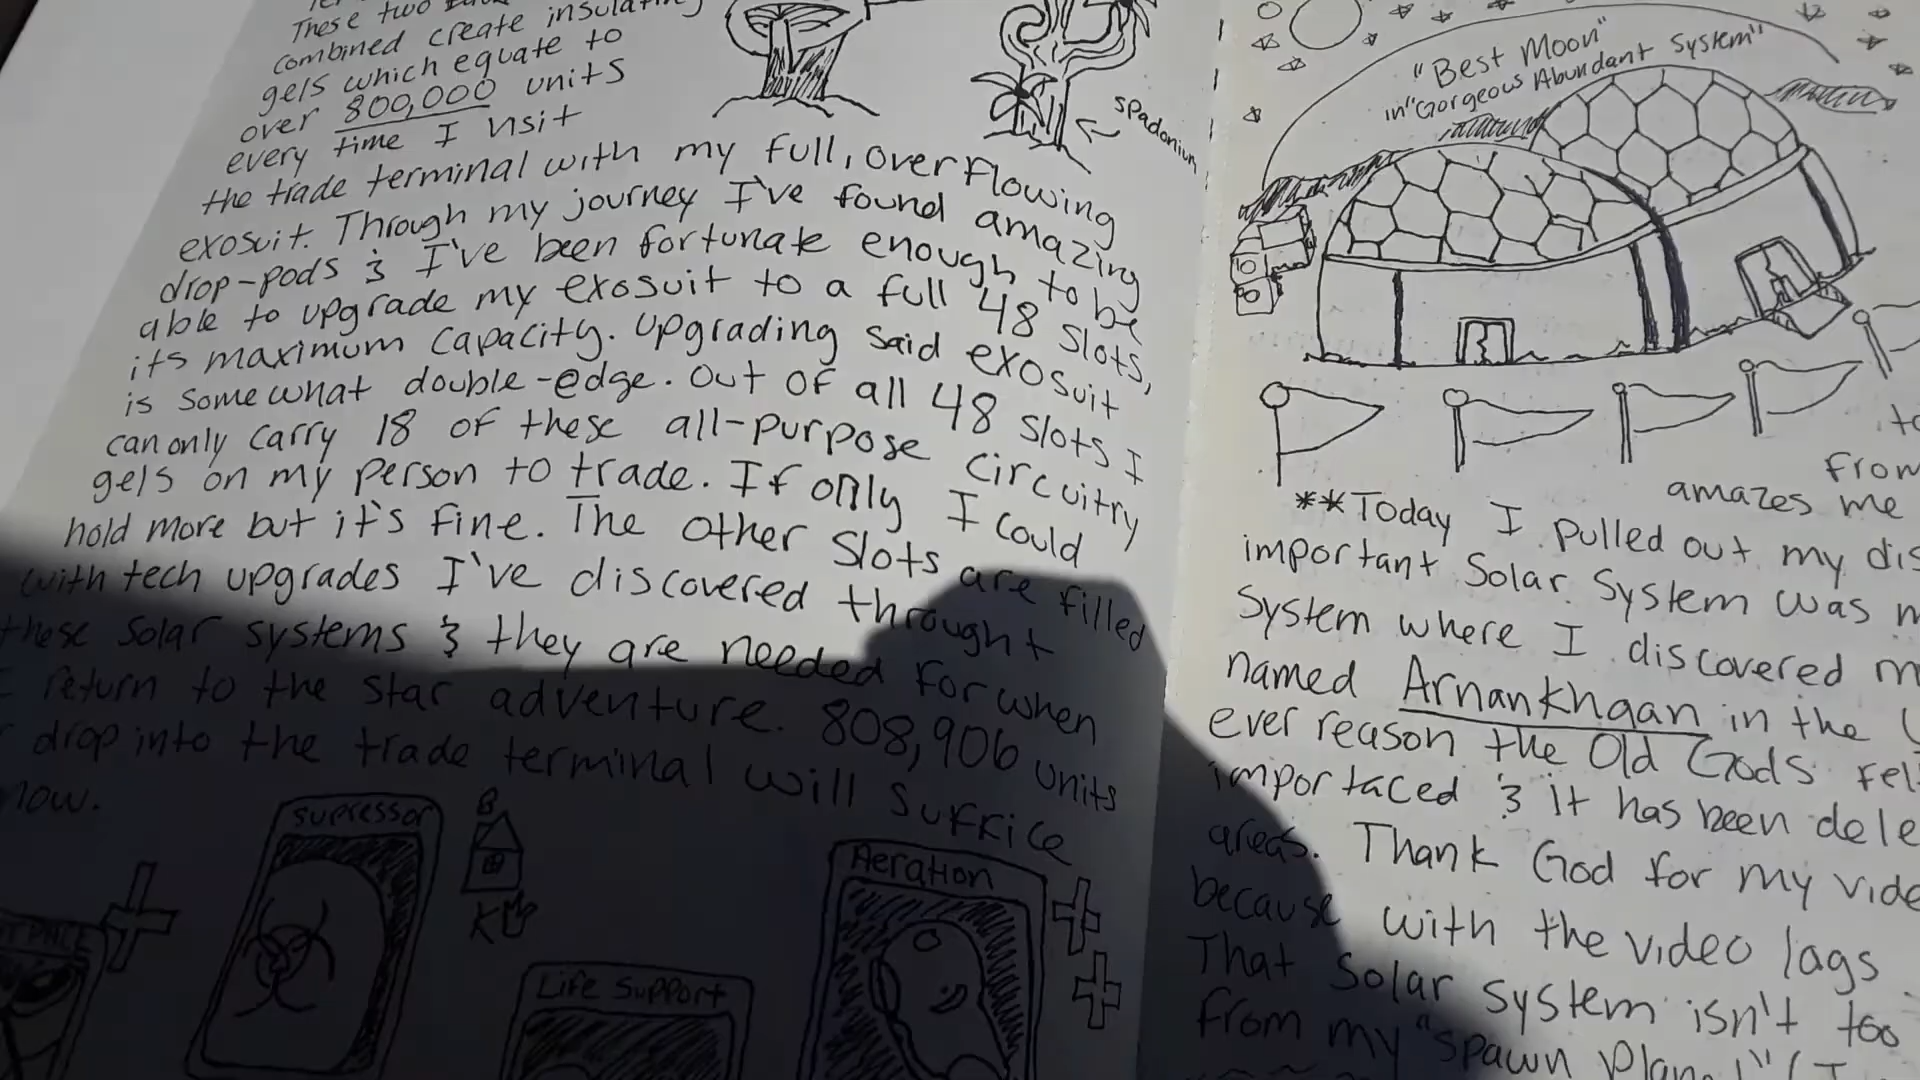 These two
combined create insulating
gels which equate to
over 800,000 units
every time I visit
the trade terminal with my full, overflowing
exosuit. Through my journey I've found amazing
drop-pods & I've been fortunate enough to be
able to upgrade my exosuit to a full 48 slots,
its maximum capacity. Upgrading said exosuit
is somewhat double-edge. Out of all 48 slots I
can only carry 18 of these all-purpose circuitry
gels on my person to trade. If only I could
hold more but it's fine. The other slots are filled
with tech upgrades I've discovered throught
these solar systems & they are needed for when
I return to the star adventure. 808,906 units
drop into the trade terminal will suffice
now.
spadonium
supressor
B
K
Life Support
Aeration
"Best Moon"
in "Gorgeous Abundant System"
to
from
amazes me
**Today I pulled out my dis
important Solar System was m
System where I discovered m
named Arnankhgan in the
ever reason the Old Gods fel
importaced & it has been dele
areas. Thank God for my vide
because with the video lags
That Solar System isn't too
from my "spawn planet" (I